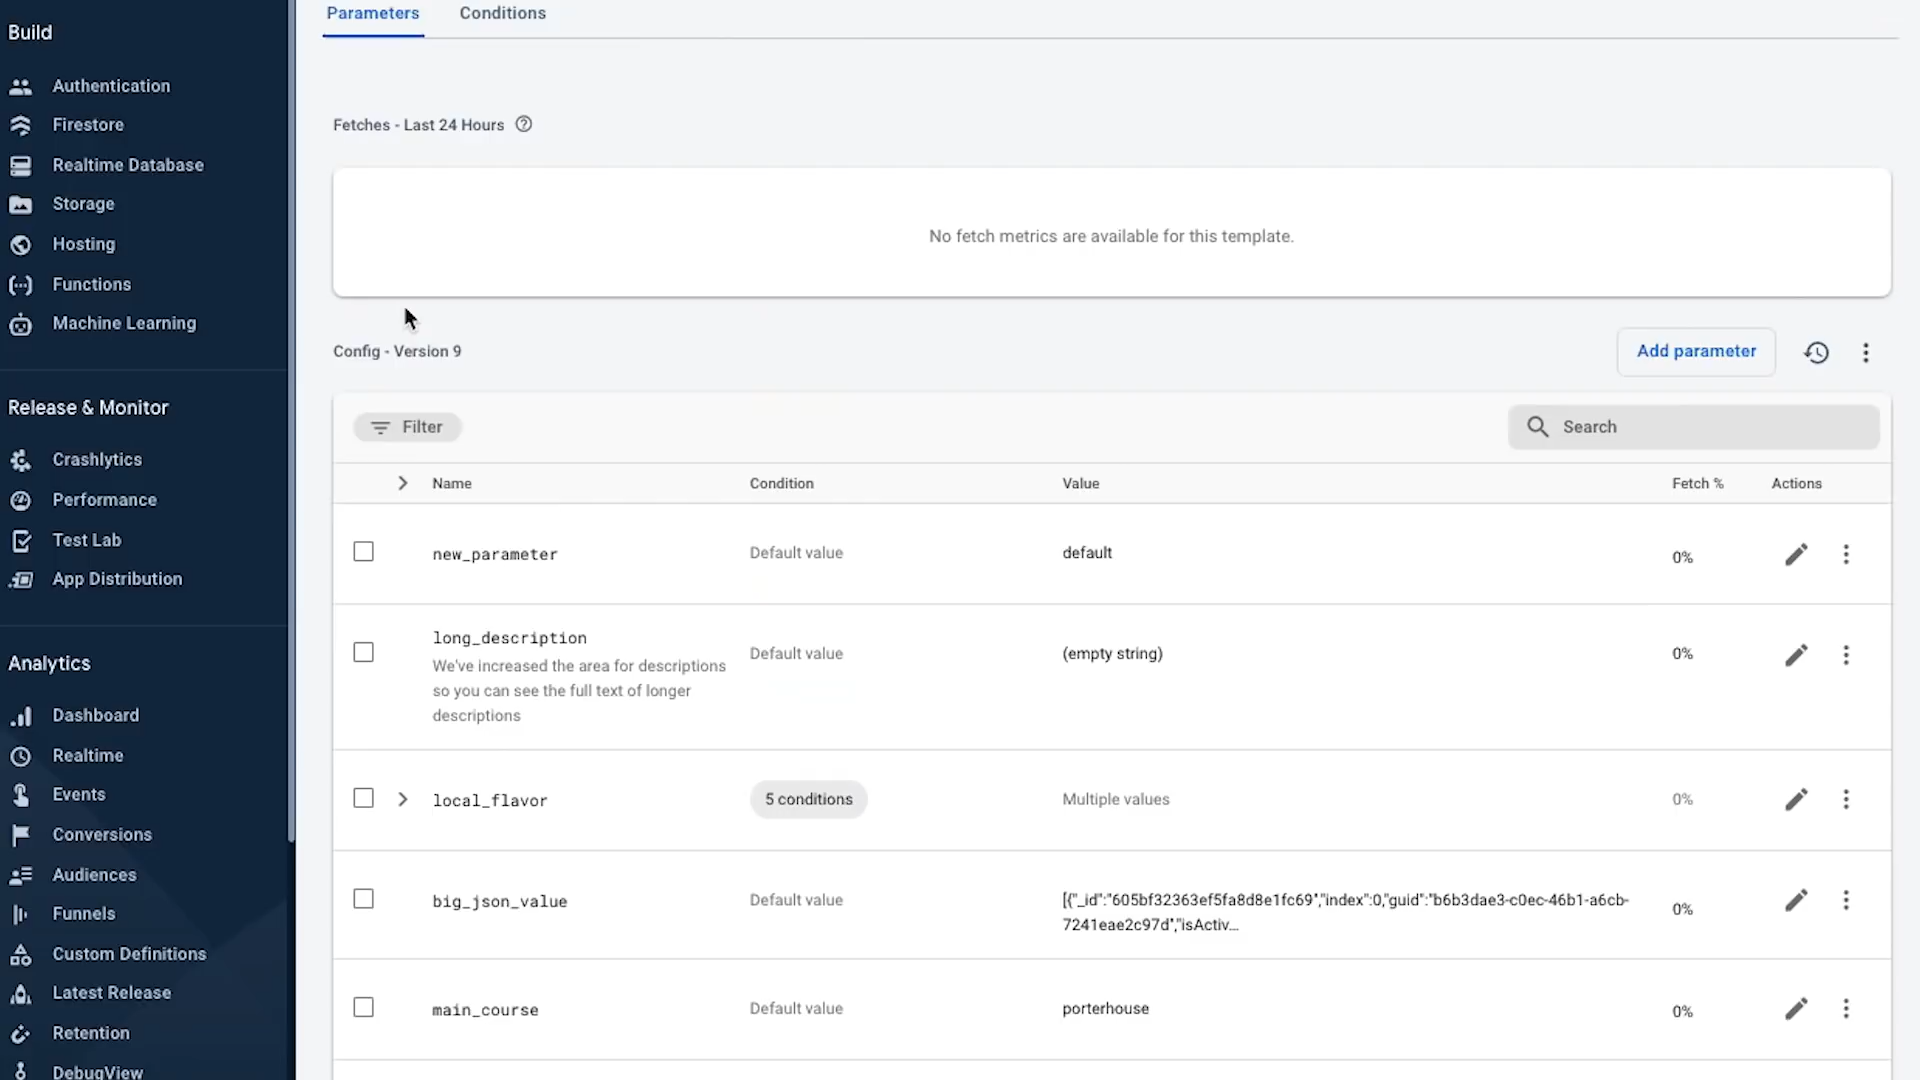 Build
Authentication
Firestore
Realtime Database
Storage
Hosting
Functions
Machine Learning
Release & Monitor
Crashlytics
Performance
Test Lab
App Distribution
Analytics
Dashboard
Realtime
Events
Conversions
Audiences
Funnels
Custom Definitions
Latest Release
Retention
DebugView
Parameters
Conditions
Fetches - Last 24 Hours
No fetch metrics are available for this template.
Config - Version 9
Add parameter
Filter
Search
Name Condition Value Fetch % Actions
new_parameter Default value default 0%
long_description Default value (empty string) 0%
We've increased the area for descriptions
so you can see the full text of longer
descriptions
local_flavor 5 conditions Multiple values 0%
big_json_value Default value [{"_id":"605bf32363ef5fa8d8e1fc69","index":0,"guid":"b6b3dae3-c0ec-46b1-a6cb- 0%
7241eae2c97d","isActiv...
main_course Default value porterhouse 0%